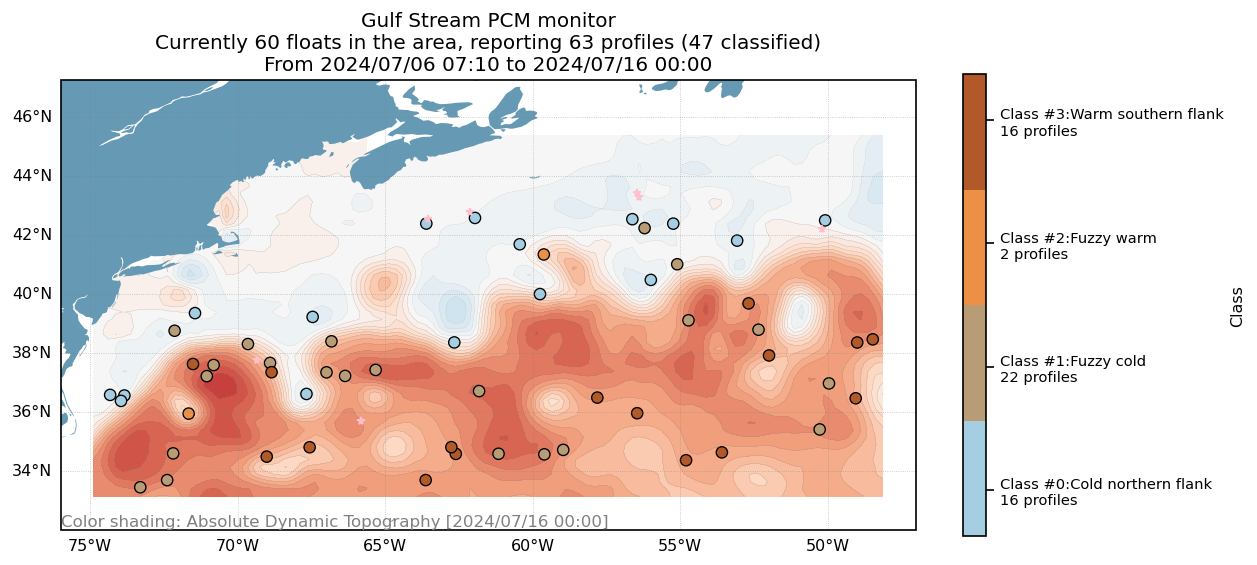 Gulf Stream PCM monitor
Currently 60 floats in the area, reporting 63 profiles (47 classified)
From 2024/07/06 07:10 to 2024/07/16 00:00
46°N
44°N
42°N
40°N
38°N
36°N
34°N
Color shading: Absolute Dynamic Topography [2024/07/16 00:00]
75°W
70°W
65°W
60°W
55°W
50°W
Class #3:Warm southern flank
16 profiles
Class #2:Fuzzy warm
2 profiles
Class #1:Fuzzy cold
22 profiles
Class #0:Cold northern flank
16 profiles
Class